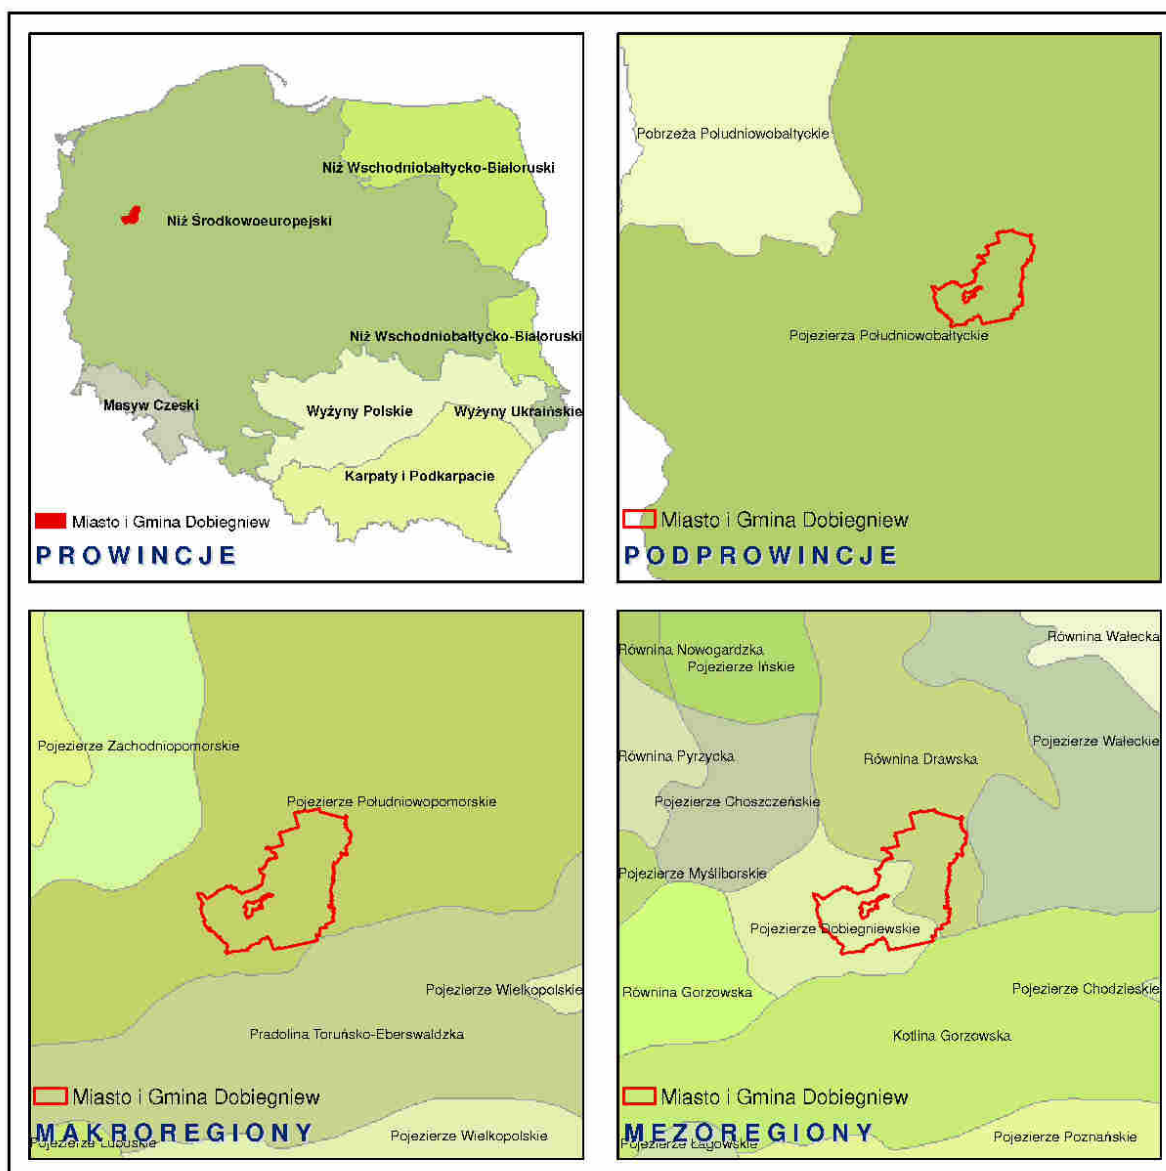 Niż Wschodniobałtycko-Białoruski
Niż Środkowoeuropejski
Niż Wschodniobałtycko-Białoruski
Masyw Czeski
Wyżyny Polskie
Wyżyny Ukraińskie
Karpaty i Podkarpacie
Miasto i Gmina Dobiegniew
PROWINCJE
Pobrzeża Południowobałtyckie
Pojezierza Południowobałtyckie
Miasto i Gmina Dobiegniew
PODPROWINCJE
Pojezierze Zachodniopomorskie
Pojezierze Południowopomorskie
Pojezierze Wielkopolskie
Pradolina Toruńsko-Eberswaldzka
Miasto i Gmina Dobiegniew
Pojezierze Wielkopolskie
Pojezierze Lubuskie
MAKROREGIONY
Równina Wałecka
Równina Nowogardzka
Pojezierze Ińskie
Pojezierze Wałeckie
Równina Pyrzycka
Równina Drawska
Pojezierze Choszczeńskie
Pojezierze Myśliborskie
Pojezierze Dobiegniewskie
Równina Gorzowska
Pojezierze Chodzieskie
Kotlina Gorzowska
Miasto i Gmina Dobiegniew
Pojezierze Poznańskie
Pojezierze Łagowskie
MEZOREGIONY